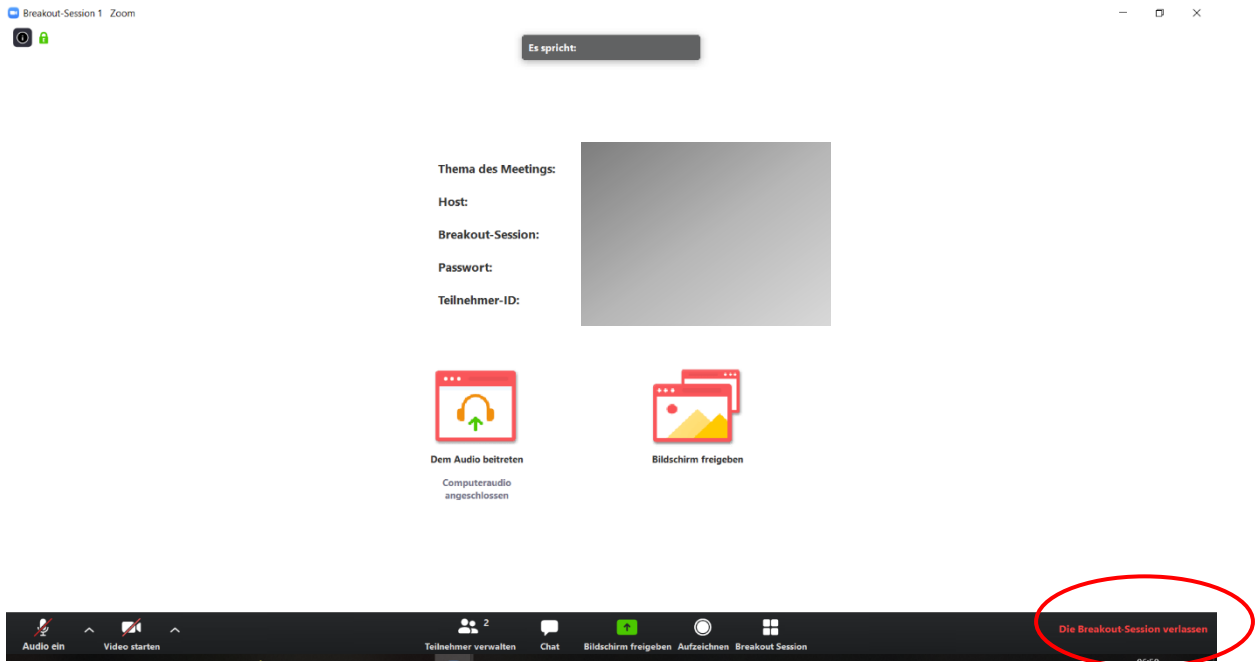 Breakout-Session 1 Zoom
Es spricht:
Thema des Meetings:
Host:
Breakout-Session:
Passwort:
Teilnehmer-ID:
Dem Audio beitreten
Bildschirm freigeben
Computeraudio
angeschlossen
2
Audio ein
Video starten
Teilnehmer verwalten
Chat
Bildschirm freigeben
Aufzeichnen
Breakout Session
Die Breakout-Session verlassen